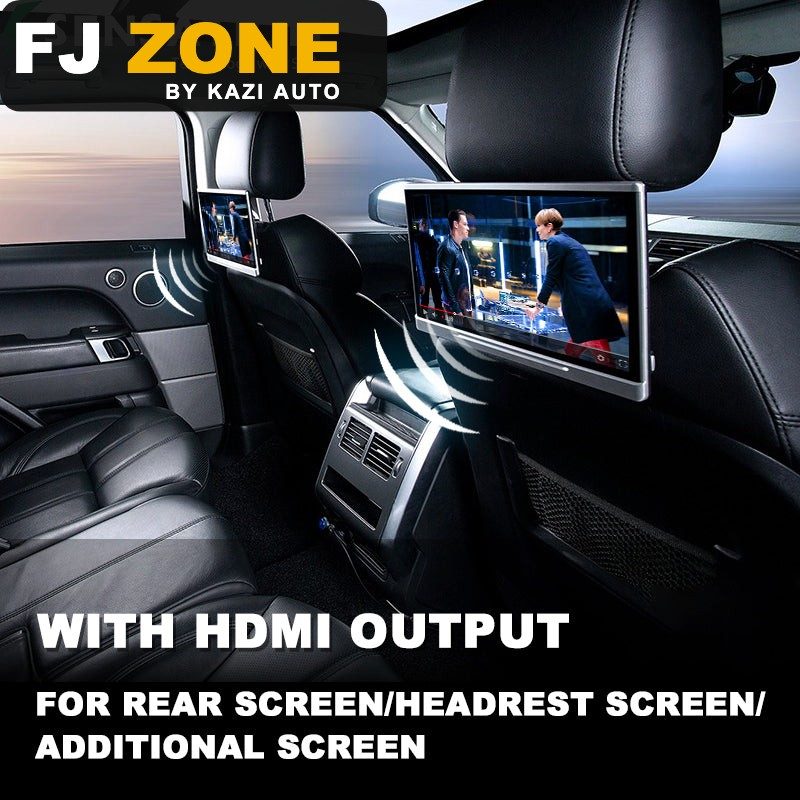 FJ ZONE
BY KAZI AUTO
WITH HDMI OUTPUT
FOR REAR SCREEN/HEADREST SCREEN/
ADDITIONAL SCREEN